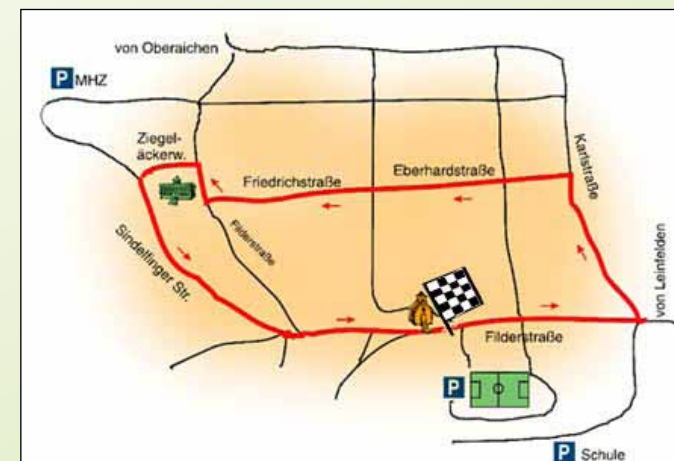 von Oberaichen
P MHZ
Ziegel-
äckerw.
Karlstraße
Eberhardstraße
Friedrichstraße
Filderstraße
Sindelfinger Str.
von Leinfelden
Filderstraße
P
P Schule